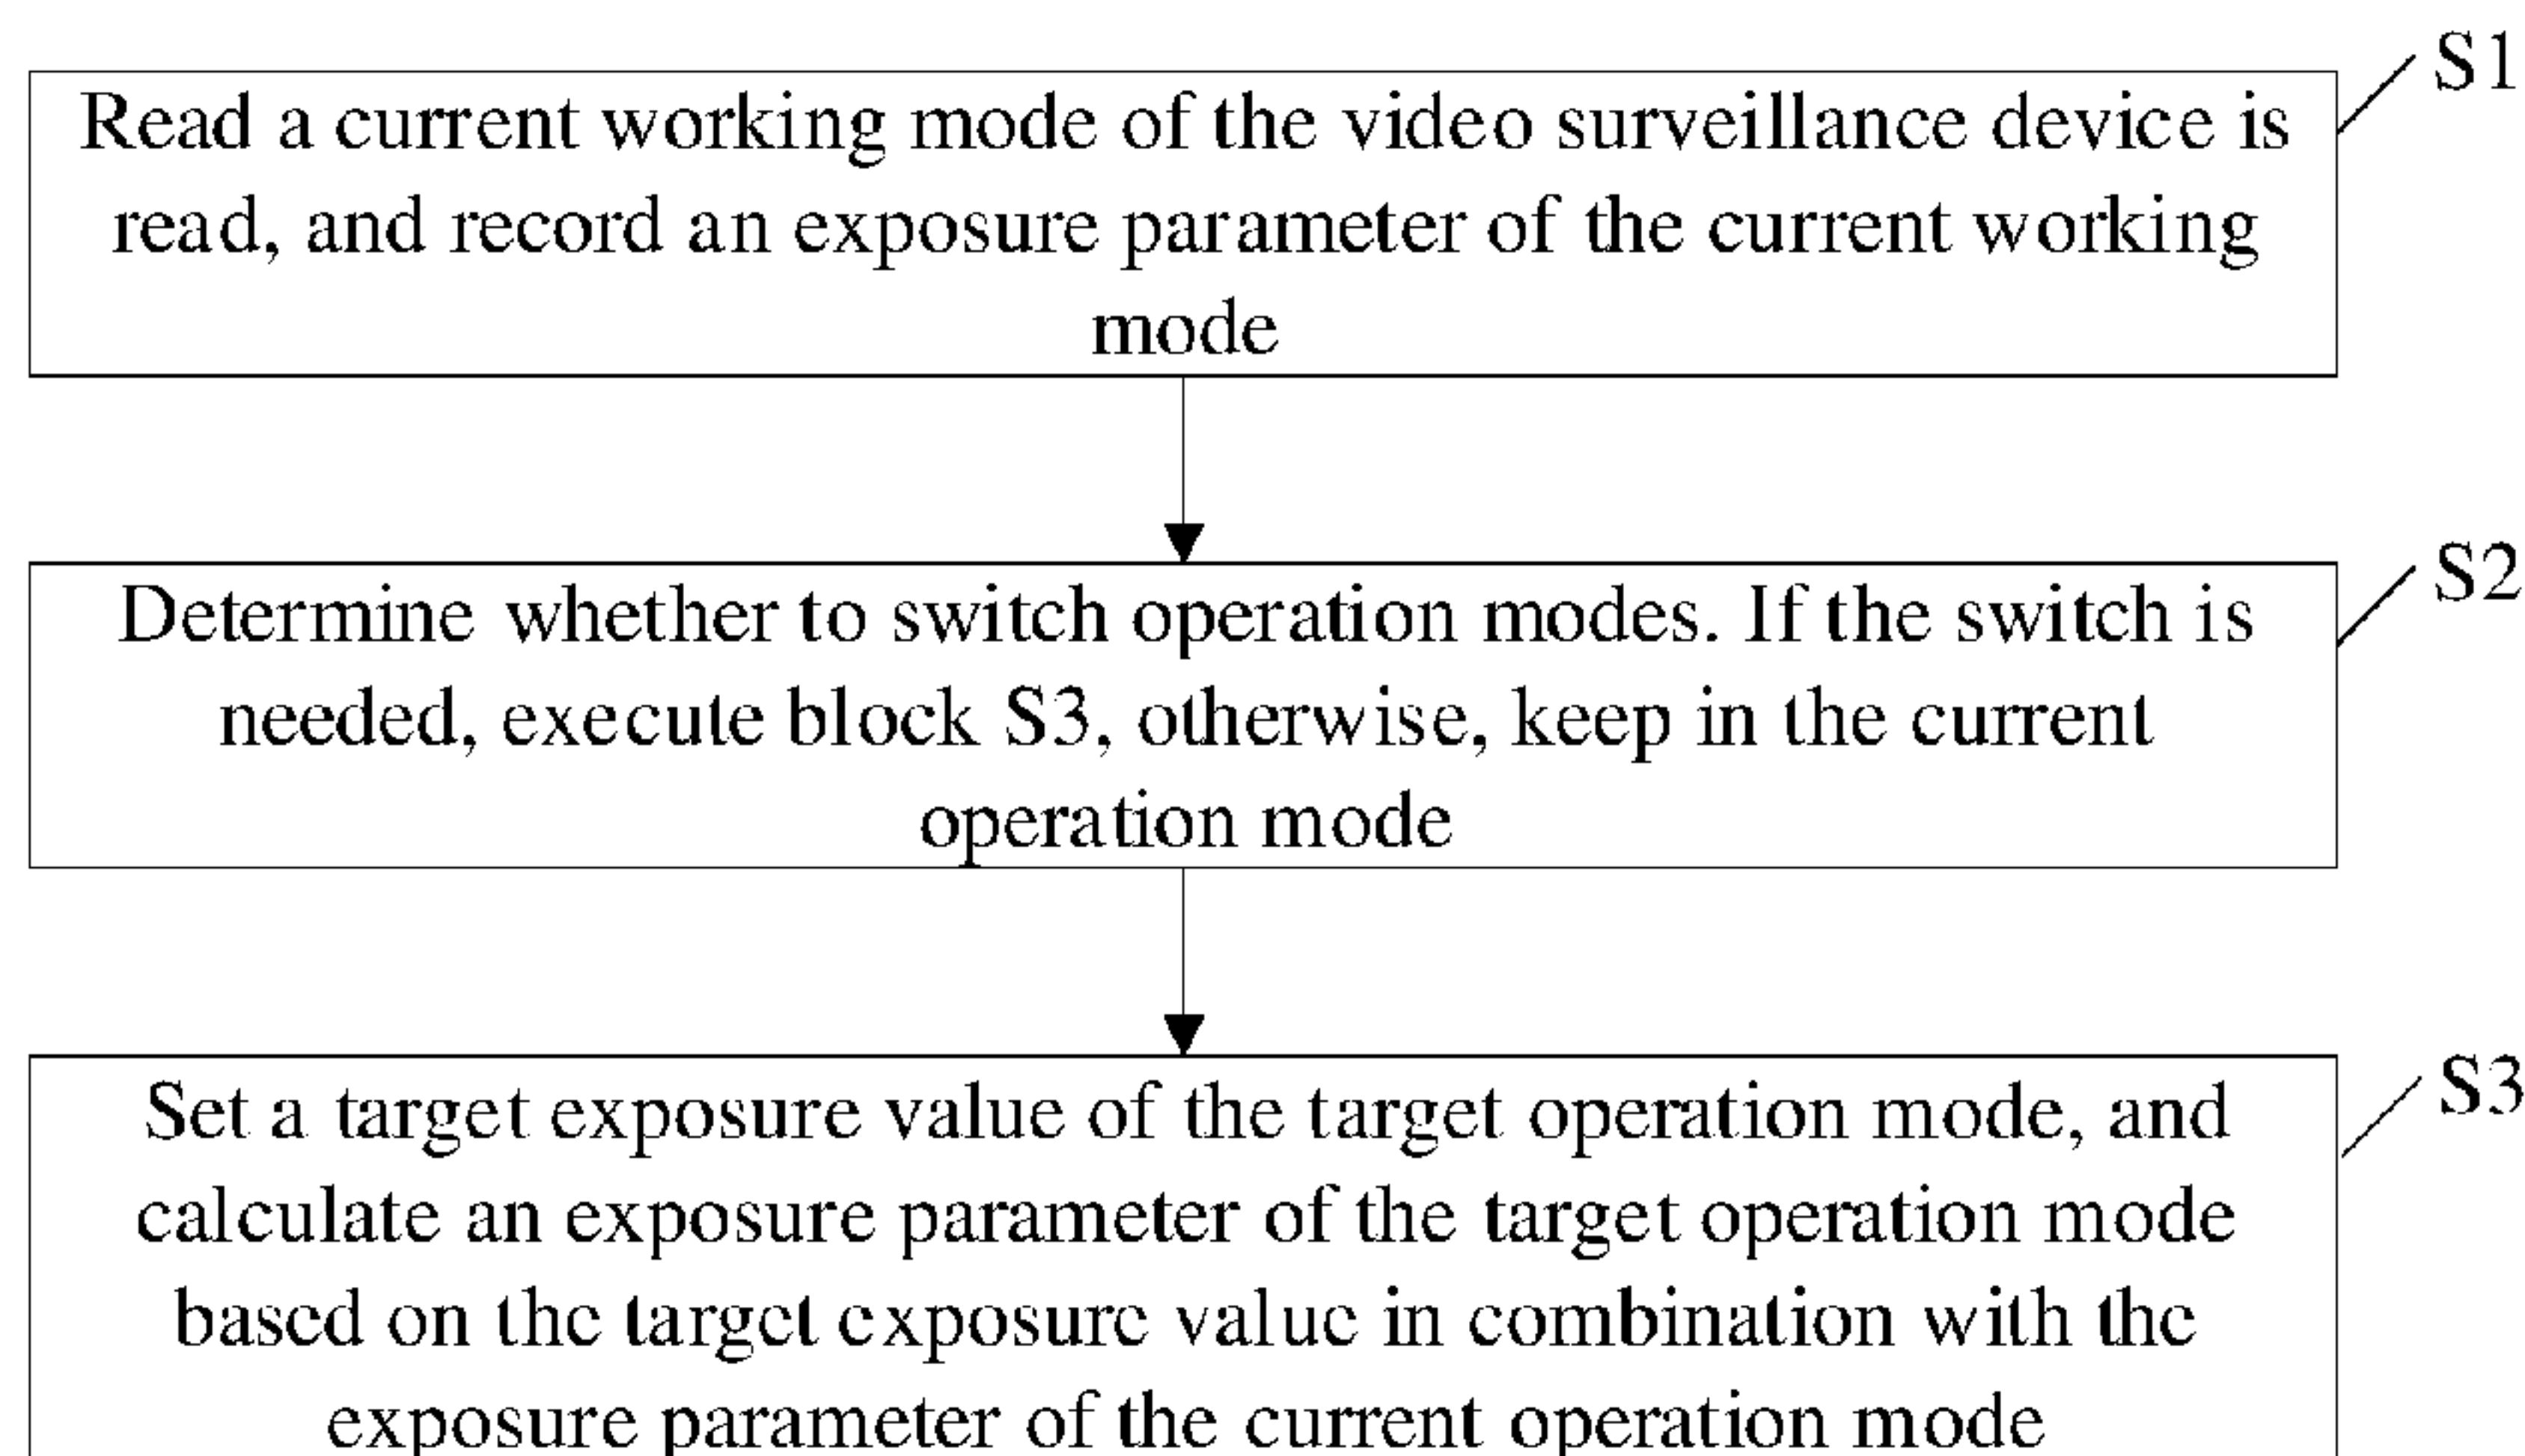 S1
Read a current working mode of the video surveillance device is
read, and record an exposure parameter of the current working
mode
S2
Determine whether to switch operation modes. If the switch is
needed, execute block S3, otherwise, keep in the current
operation mode
S3
Set a target exposure value of the target operation mode, and
calculate an exposure parameter of the target operation mode
based on the target exposure value in combination with the
exposure parameter of the current operation mode